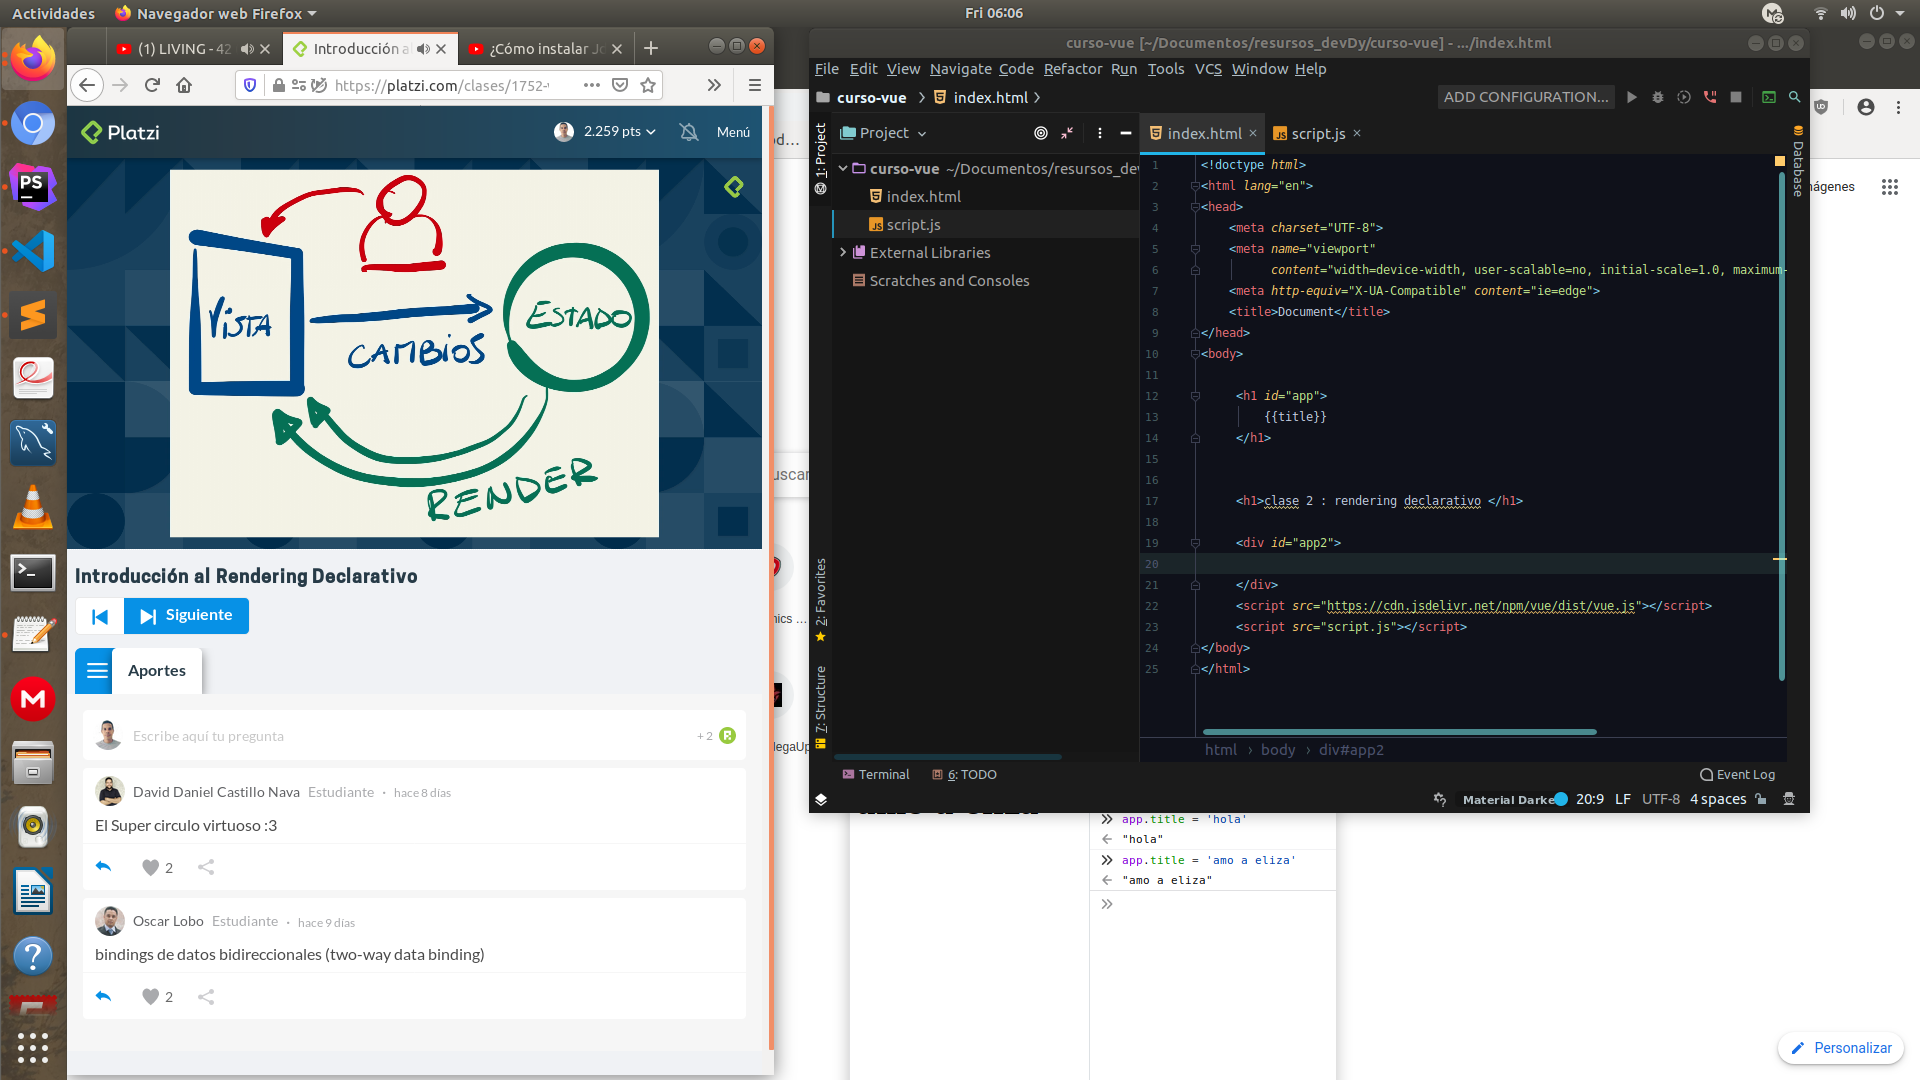 Actividades
Navegador web Firefox
Fri 06:06
(1) LIVING - 42
Introducción al
¿Cómo instalar Jo
https://platzi.com/clases/1752-
Platzi
2.259 pts
Menú
VISTA
CAMBIOS
ESTADO
RENDER
Introducción al Rendering Declarativo
Siguiente
Aportes
Escribe aquí tu pregunta
+ 2
David Daniel Castillo Nava Estudiante · hace 8 días
El Super circulo virtuoso :3
2
Oscar Lobo Estudiante · hace 9 días
bindings de datos bidireccionales (two-way data binding)
2
curso-vue [~/Documentos/resursos_devDy/curso-vue] - .../index.html
File Edit View Navigate Code Refactor Run Tools VCS Window Help
curso-vue index.html
ADD CONFIGURATION...
1: Project
Project
curso-vue ~/Documentos/resursos_dev
index.html
script.js
External Libraries
Scratches and Consoles
2: Favorites
7: Structure
Database
index.html
script.js
1 <!doctype html>
2 <html lang="en">
3 <head>
4 <meta charset="UTF-8">
5 <meta name="viewport"
6 content="width=device-width, user-scalable=no, initial-scale=1.0, maximum-
7 <meta http-equiv="X-UA-Compatible" content="ie=edge">
8 <title>Document</title>
9 </head>
10 <body>
11
12 <h1 id="app">
13 {{title}}
14 </h1>
15
16
17 <h1>clase 2 : rendering declarativo </h1>
18
19 <div id="app2">
20
21 </div>
22 <script src="https://cdn.jsdelivr.net/npm/vue/dist/vue.js"></script>
23 <script src="script.js"></script>
24 </body>
25 </html>
html › body › div#app2
Terminal
6: TODO
Event Log
Material Darke
20:9 LF UTF-8 4 spaces
app.title = 'hola'
"hola"
app.title = 'amo a eliza'
"amo a eliza"
mágenes
uscar
nics ...
legaUp
Personalizar